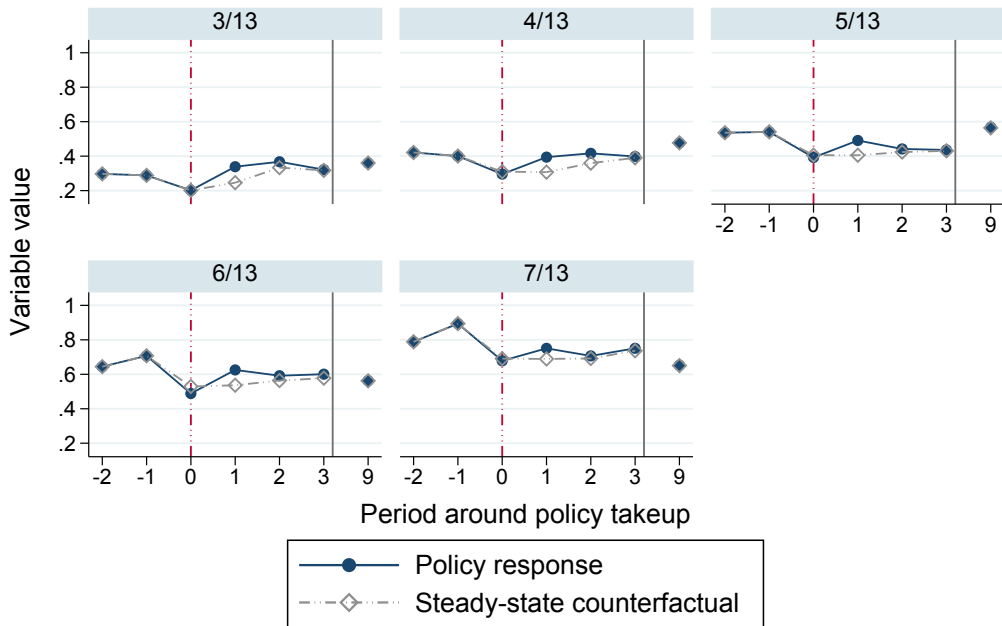 3/13
4/13
5/13
1
.8
.6
.4
.2
-2 -1 0 1 2 3 9
6/13
7/13
1
.8
.6
.4
.2
-2 -1 0 1 2 3 9
-2 -1 0 1 2 3 9
Variable value
Period around policy takeup
Policy response
Steady-state counterfactual